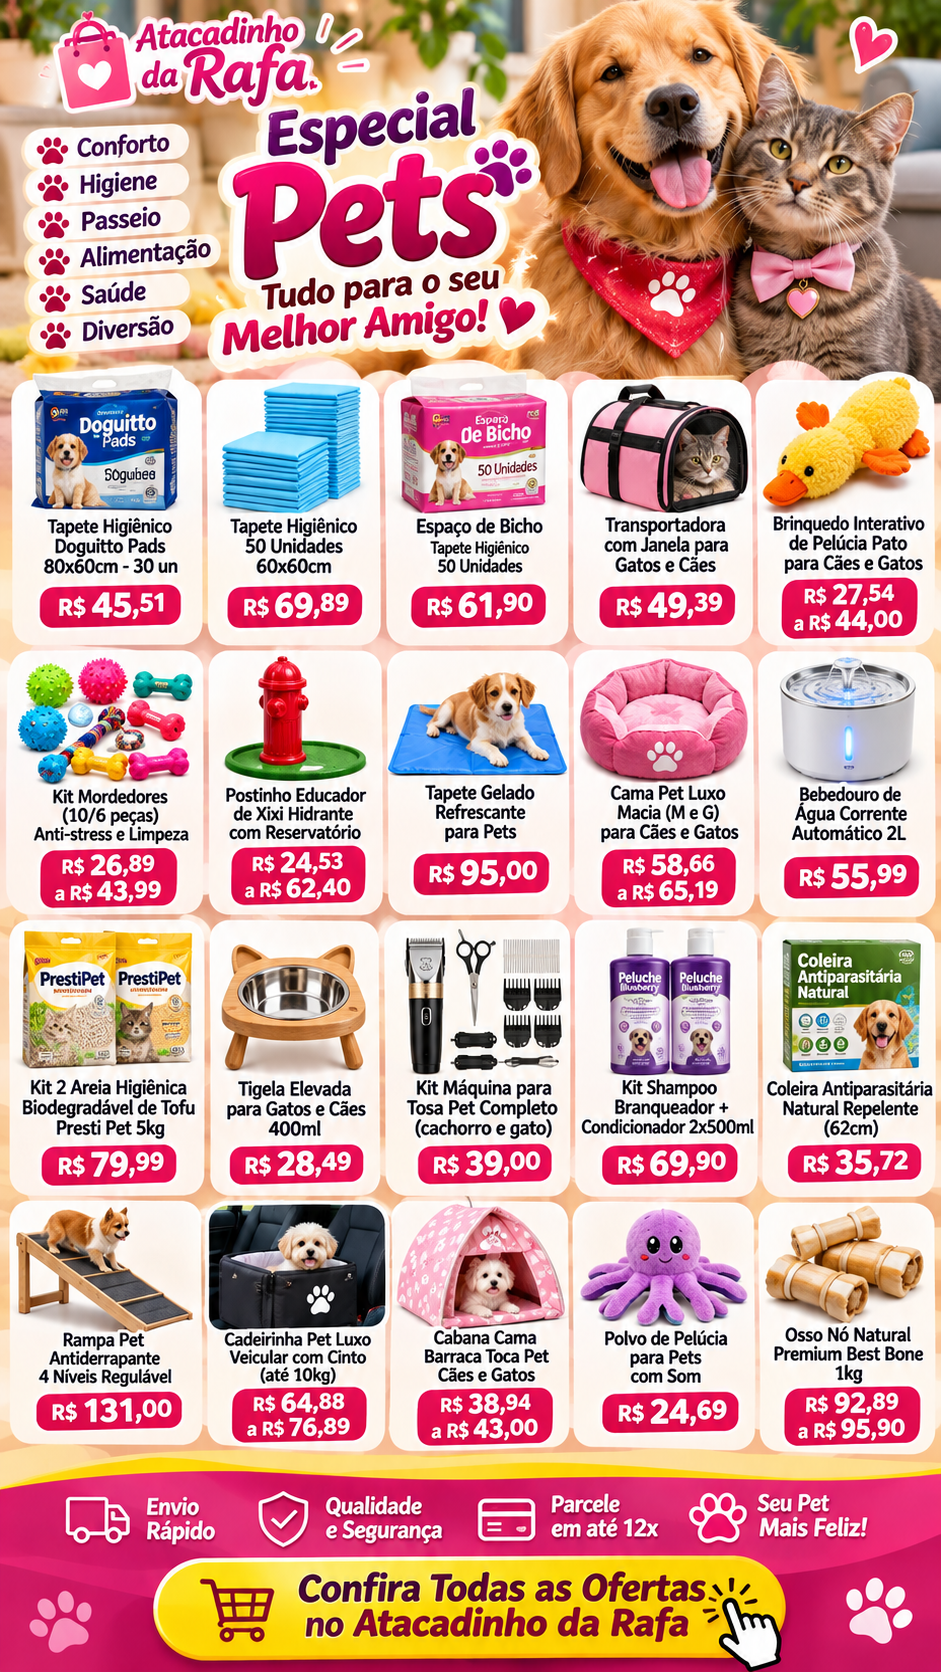 Atacadinho
da Rafa.
Especial
Pets
Tudo para o seu
Melhor Amigo!
Conforto
Higiene
Passeio
Alimentação
Saúde
Diversão
Doguitto
Pads
Tapete Higiênico
Doguitto Pads
80x60cm - 30 un
R$ 45,51
Tapete Higiênico
50 Unidades
60x60cm
R$ 69,89
De Bicho
50 Unidades
Espaço de Bicho
Tapete Higiênico
50 Unidades
R$ 61,90
Transportadora
com Janela para
Gatos e Cães
R$ 49,39
Brinquedo Interativo
de Pelúcia Pato
para Cães e Gatos
R$ 27,54
a R$ 44,00
Kit Mordedores
(10/6 peças)
Anti-stress e Limpeza
R$ 26,89
a R$ 43,99
Postinho Educador
de Xixi Hidrante
com Reservatório
R$ 24,53
a R$ 62,40
Tapete Gelado
Refrescante
para Pets
R$ 95,00
Cama Pet Luxo
Macia (M e G)
para Cães e Gatos
R$ 58,66
a R$ 65,19
Bebedouro de
Água Corrente
Automático 2L
R$ 55,99
PrestiPet
PrestiPet
Kit 2 Areia Higiênica
Biodegradável de Tofu
Presti Pet 5kg
R$ 79,99
Tigela Elevada
para Gatos e Cães
400ml
R$ 28,49
Kit Máquina para
Tosa Pet Completo
(cachorro e gato)
R$ 39,00
Peluche
Peluche
Kit Shampoo
Branqueador +
Condicionador 2x500ml
R$ 69,90
Coleira
Antiparasitária
Natural
Coleira Antiparasitária
Natural Repelente
(62cm)
R$ 35,72
Rampa Pet
Antiderrapante
4 Níveis Regulável
R$ 131,00
Cadeirinha Pet Luxo
Veicular com Cinto
(até 10kg)
R$ 64,88
a R$ 76,89
Cabana Cama
Barraca Toca Pet
Cães e Gatos
R$ 38,94
a R$ 43,00
Polvo de Pelúcia
para Pets
com Som
R$ 24,69
Osso Nó Natural
Premium Best Bone
1kg
R$ 92,89
a R$ 95,90
Envio
Rápido
Qualidade
e Segurança
Parcele
em até 12x
Seu Pet
Mais Feliz!
Confira Todas as Ofertas
no Atacadinho da Rafa